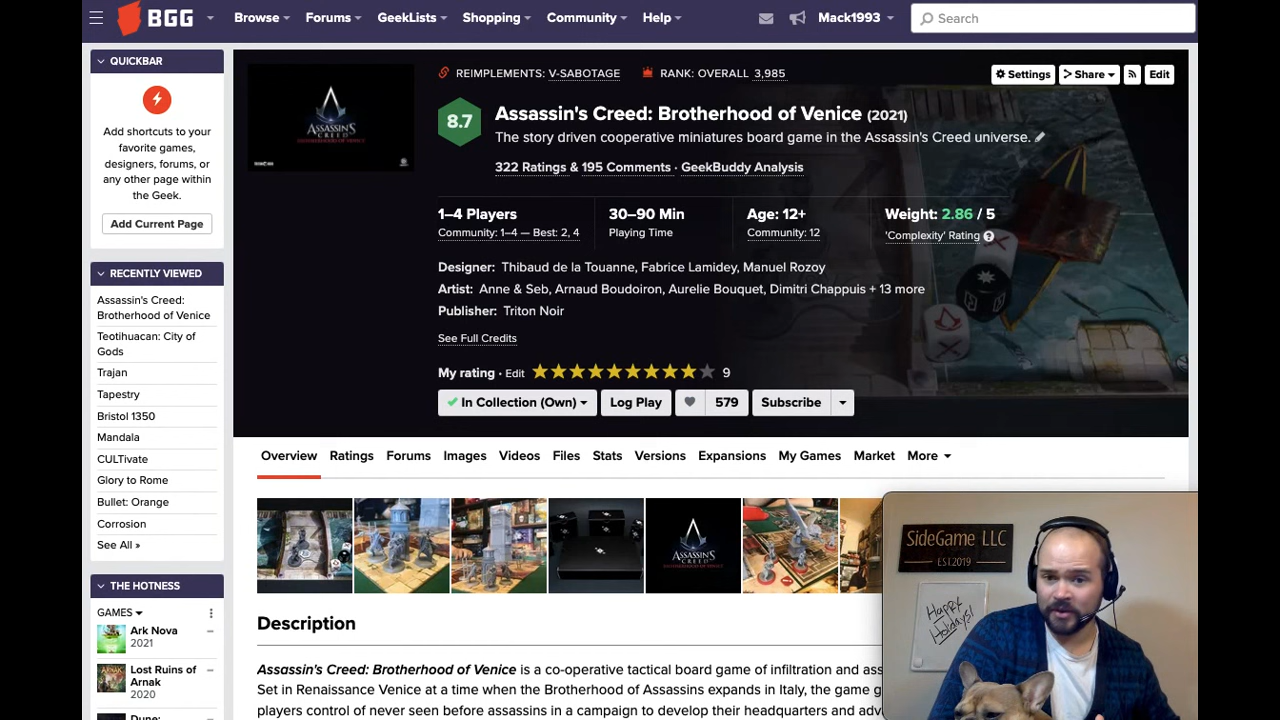 BGG
Browse
Forums
GeekLists
Shopping
Community
Help
Mack1993
Search
QUICKBAR
Add shortcuts to your
favorite games,
designers, forums, or
any other page within
the Geek.
Add Current Page
RECENTLY VIEWED
Assassin's Creed:
Brotherhood of Venice
Teotihuacan: City of
Gods
Trajan
Tapestry
Bristol 1350
Mandala
CULTivate
Glory to Rome
Bullet: Orange
Corrosion
See All »
THE HOTNESS
GAMES
Ark Nova
2021
Lost Ruins of
Arnak
2020
Dune:
REIMPLEMENTS: V-SABOTAGE
RANK: OVERALL 3,985
Settings
Share
Edit
ASSASSIN'S CREED
BROTHERHOOD OF VENICE
8.7
Assassin's Creed: Brotherhood of Venice (2021)
The story driven cooperative miniatures board game in the Assassin's Creed universe.
322 Ratings & 195 Comments · GeekBuddy Analysis
1–4 Players
Community: 1–4 — Best: 2, 4
30–90 Min
Playing Time
Age: 12+
Community: 12
Weight: 2.86 / 5
'Complexity' Rating
Designer: Thibaud de la Touanne, Fabrice Lamidey, Manuel Rozoy
Artist: Anne & Seb, Arnaud Boudoiron, Aurelie Bouquet, Dimitri Chappuis + 13 more
Publisher: Triton Noir
See Full Credits
My rating · Edit
9
In Collection (Own)
Log Play
579
Subscribe
Overview
Ratings
Forums
Images
Videos
Files
Stats
Versions
Expansions
My Games
Market
More
ASSASSIN'S
Description
Assassin's Creed: Brotherhood of Venice is a co-operative tactical board game of infiltration and ass
Set in Renaissance Venice at a time when the Brotherhood of Assassins expands in Italy, the game g
players control of never seen before assassins in a campaign to develop their headquarters and adv
SideGame LLC
EST.2019
Happy
Holidays!